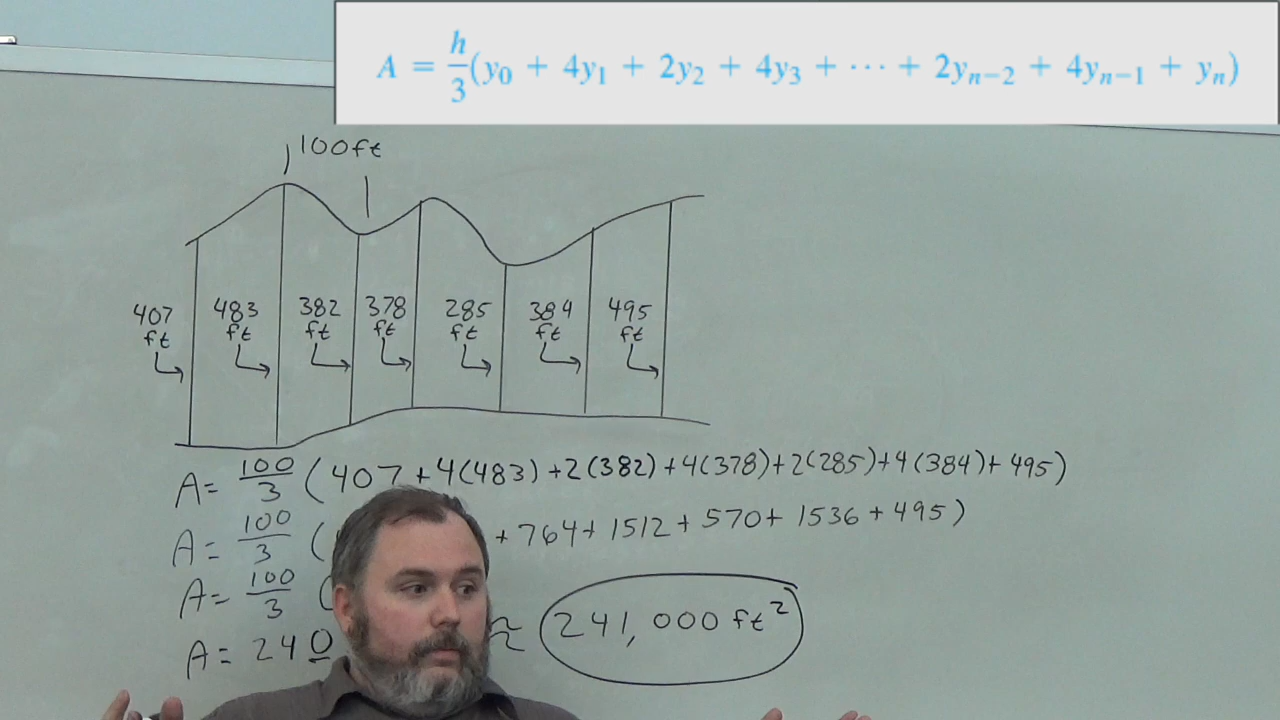 A = h/3(y₀ + 4y₁ + 2y₂ + 4y₃ + ··· + 2yₙ₋₂ + 4yₙ₋₁ + yₙ)
100ft
407 ft
483 ft
382 ft
378 ft
285 ft
384 ft
495 ft
A= 100/3 (407 +4(483) +2(382)+4(378)+2(285)+4(384)+495)
A= 100/3 ( +764+1512+570+1536+495)
A= 100/3 (
A= 240 ≈ 241,000 ft²